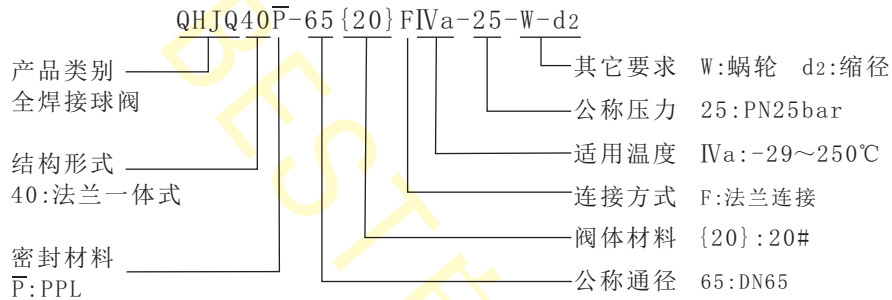 QHJQ40P̅-65{20}FⅣa-25-W-d2
产品类别
全焊接球阀
结构形式
40:法兰一体式
密封材料
P̅:PPL
其它要求 W:蜗轮 d2:缩径
公称压力 25:PN25bar
适用温度 Ⅳa:-29～250℃
连接方式 F:法兰连接
阀体材料 {20}:20#
公称通径 65:DN65
BEST